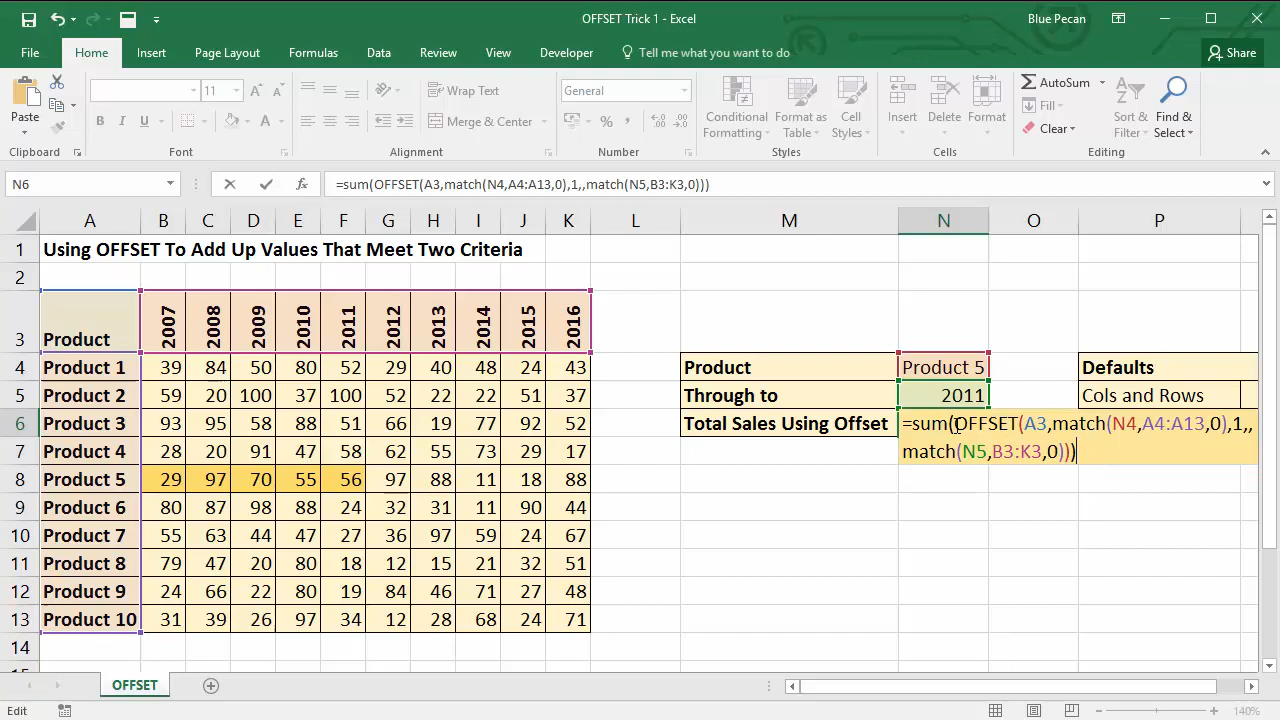 OFFSET Trick 1 - Excel
Blue Pecan
File Home Insert Page Layout Formulas Data Review View Developer Tell me what you want to do Share
Paste
11
General
Wrap Text
Merge & Center
Conditional Formatting
Format as Table
Cell Styles
Insert
Delete
Format
AutoSum
Fill
Clear
Sort & Filter
Find & Select
Clipboard Font Alignment Number Styles Cells Editing
N6 =sum(OFFSET(A3,match(N4,A4:A13,0),1,,match(N5,B3:K3,0)))
A B C D E F G H I J K L M N O P
1 Using OFFSET To Add Up Values That Meet Two Criteria
2
3 Product 2007 2008 2009 2010 2011 2012 2013 2014 2015 2016
4 Product 1 39 84 50 80 52 29 40 48 24 43 Product Product 5 Defaults
5 Product 2 59 20 100 37 100 52 22 22 51 37 Through to 2011 Cols and Rows
6 Product 3 93 95 58 88 51 66 19 77 92 52 Total Sales Using Offset =sum(OFFSET(A3,match(N4,A4:A13,0),1,,
7 Product 4 28 20 91 47 58 62 55 54 29 17 match(N5,B3:K3,0)))
8 Product 5 29 97 70 55 56 97 88 11 18 88
9 Product 6 80 87 98 88 24 32 31 11 90 44
10 Product 7 55 63 44 47 27 36 97 59 24 67
11 Product 8 79 47 20 80 18 12 15 21 32 51
12 Product 9 24 66 22 80 19 84 46 71 27 48
13 Product 10 31 39 26 97 34 12 28 68 24 71
14
OFFSET
Edit
140%